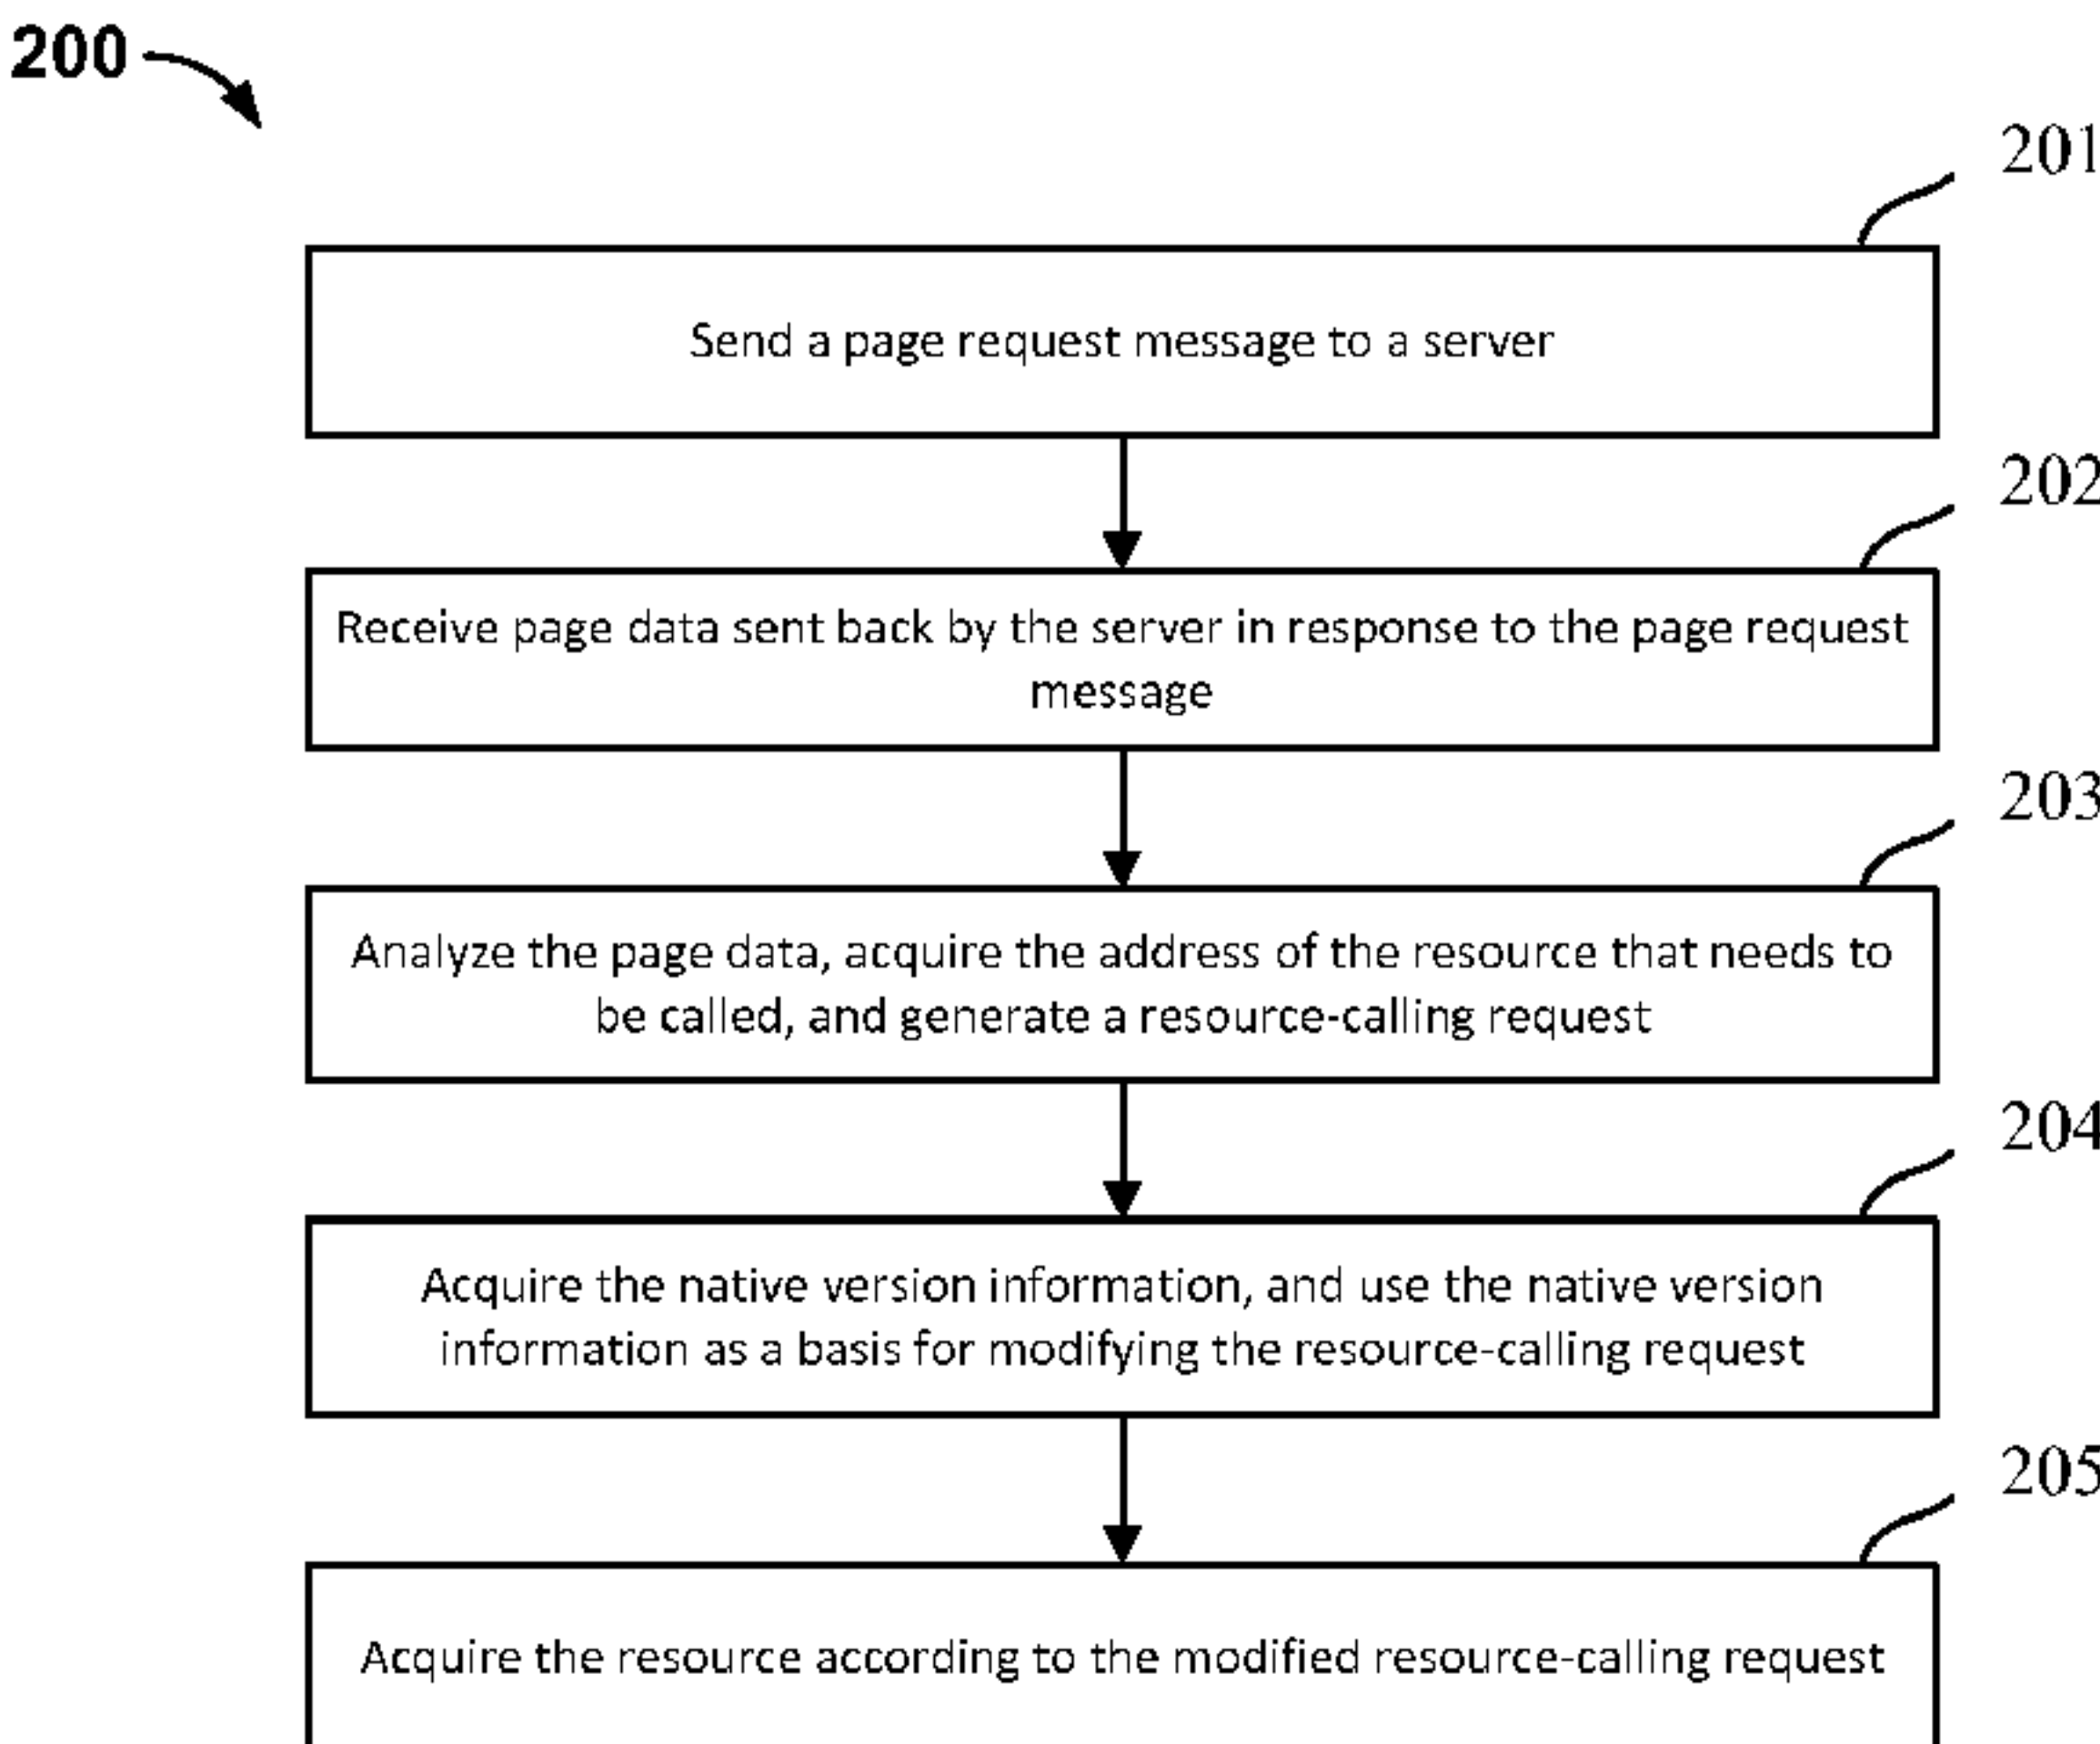 200
201
Send a page request message to a server
202
Receive page data sent back by the server in response to the page request
message
203
Analyze the page data, acquire the address of the resource that needs to
be called, and generate a resource-calling request
204
Acquire the native version information, and use the native version
information as a basis for modifying the resource-calling request
205
Acquire the resource according to the modified resource-calling request